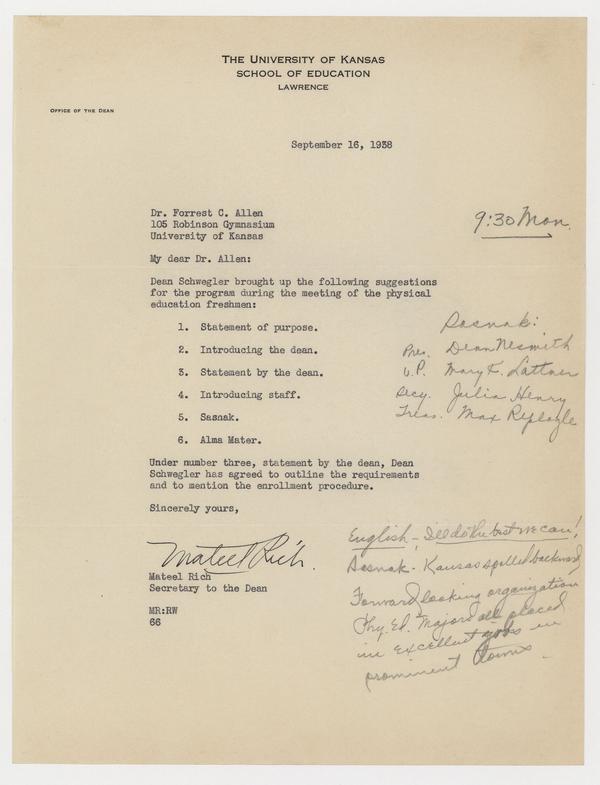 THE UNIVERSITY OF KANSAS
SCHOOL OF EDUCATION
LAWRENCE
OFFICE OF THE DEAN
September 16, 1938
Dr. Forrest C. Allen
105 Robinson Gymnasium
University of Kansas
9:30 Mon.
My dear Dr. Allen:
Dean Schwegler brought up the following suggestions
for the program during the meeting of the physical
education freshmen:
1. Statement of purpose.
2. Introducing the dean.
3. Statement by the dean.
4. Introducing staff.
5. Sasnak.
6. Alma Mater.
Sasnak:
Pres. Dean Nesmith
V.P. Mary F. Lattner
Secy. Julia Henry
Treas. Max Replogle
Under number three, statement by the dean, Dean
Schwegler has agreed to outline the requirements
and to mention the enrollment procedure.
Sincerely yours,
Mateel Rich.
Mateel Rich
Secretary to the Dean
MR:RW
66
English - I'll do the best we can!
Sasnak - Kansas spelled backward
Forward looking organization
Phy. Ed. Majors all placed
in excellent jobs in
prominent towns -